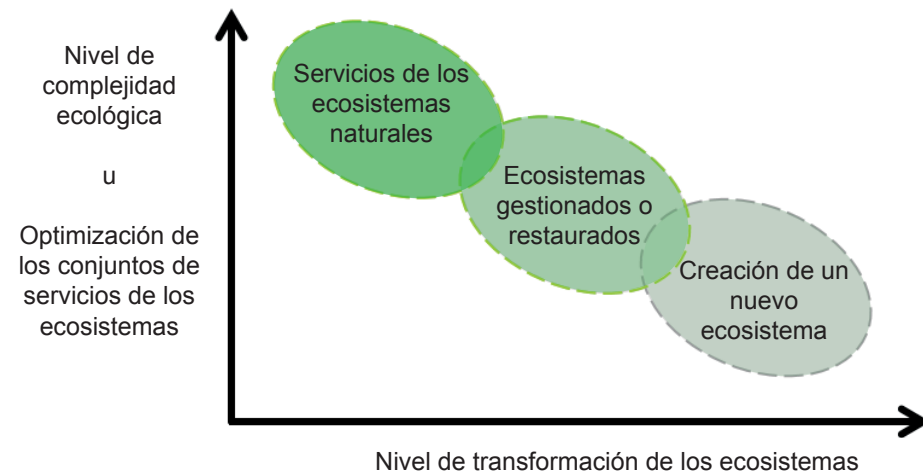 Nivel de
complejidad
ecológica
u
Optimización de
los conjuntos de
servicios de los
ecosistemas
Servicios de los
ecosistemas
naturales
Ecosistemas
gestionados o
restaurados
Creación de un
nuevo
ecosistema
Nivel de transformación de los ecosistemas